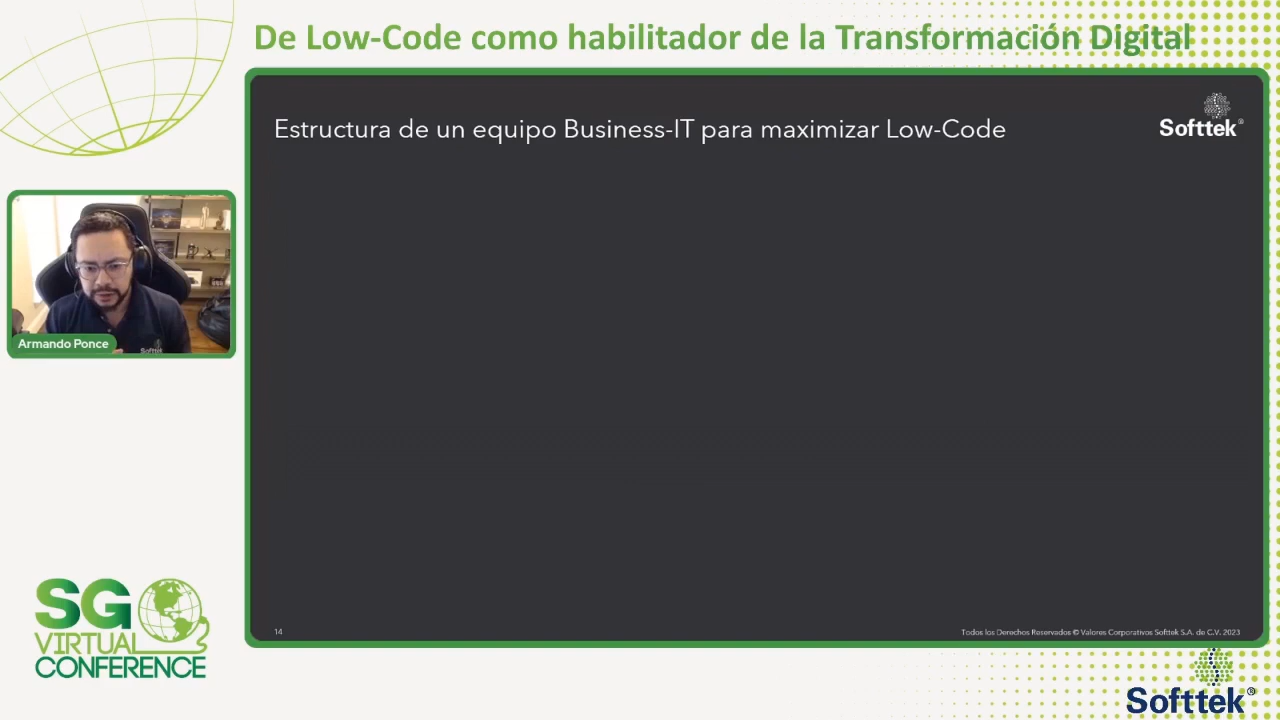 De Low-Code como habilitador de la Transformación Digital
Estructura de un equipo Business-IT para maximizar Low-Code
Softtek®
Armando Ponce
Softtek
14
Todos los Derechos Reservados © Valores Corporativos Softtek S.A. de C.V. 2023
SG
VIRTUAL
CONFERENCE
Softtek®